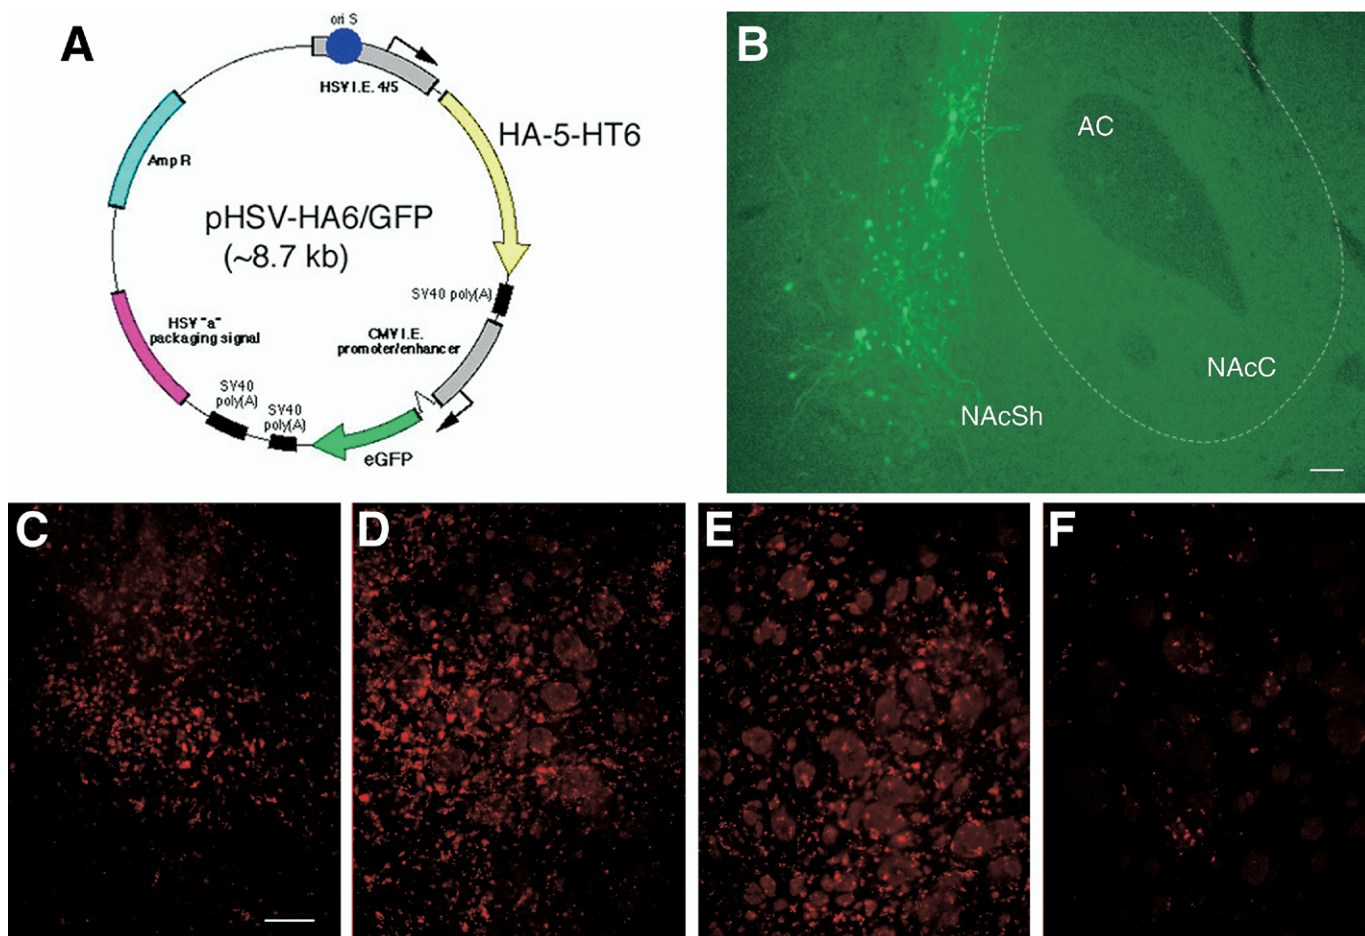 A
ori S
HSV I.E. 4/5
HA-5-HT6
Amp R
pHSV-HA6/GFP
(~8.7 kb)
SV40 poly(A)
HSV "a"
packaging signal
CMV I.E.
promoter/enhancer
SV40
poly(A)
SV40
poly(A)
eGFP
B
AC
NAcC
NAcSh
C
D
E
F